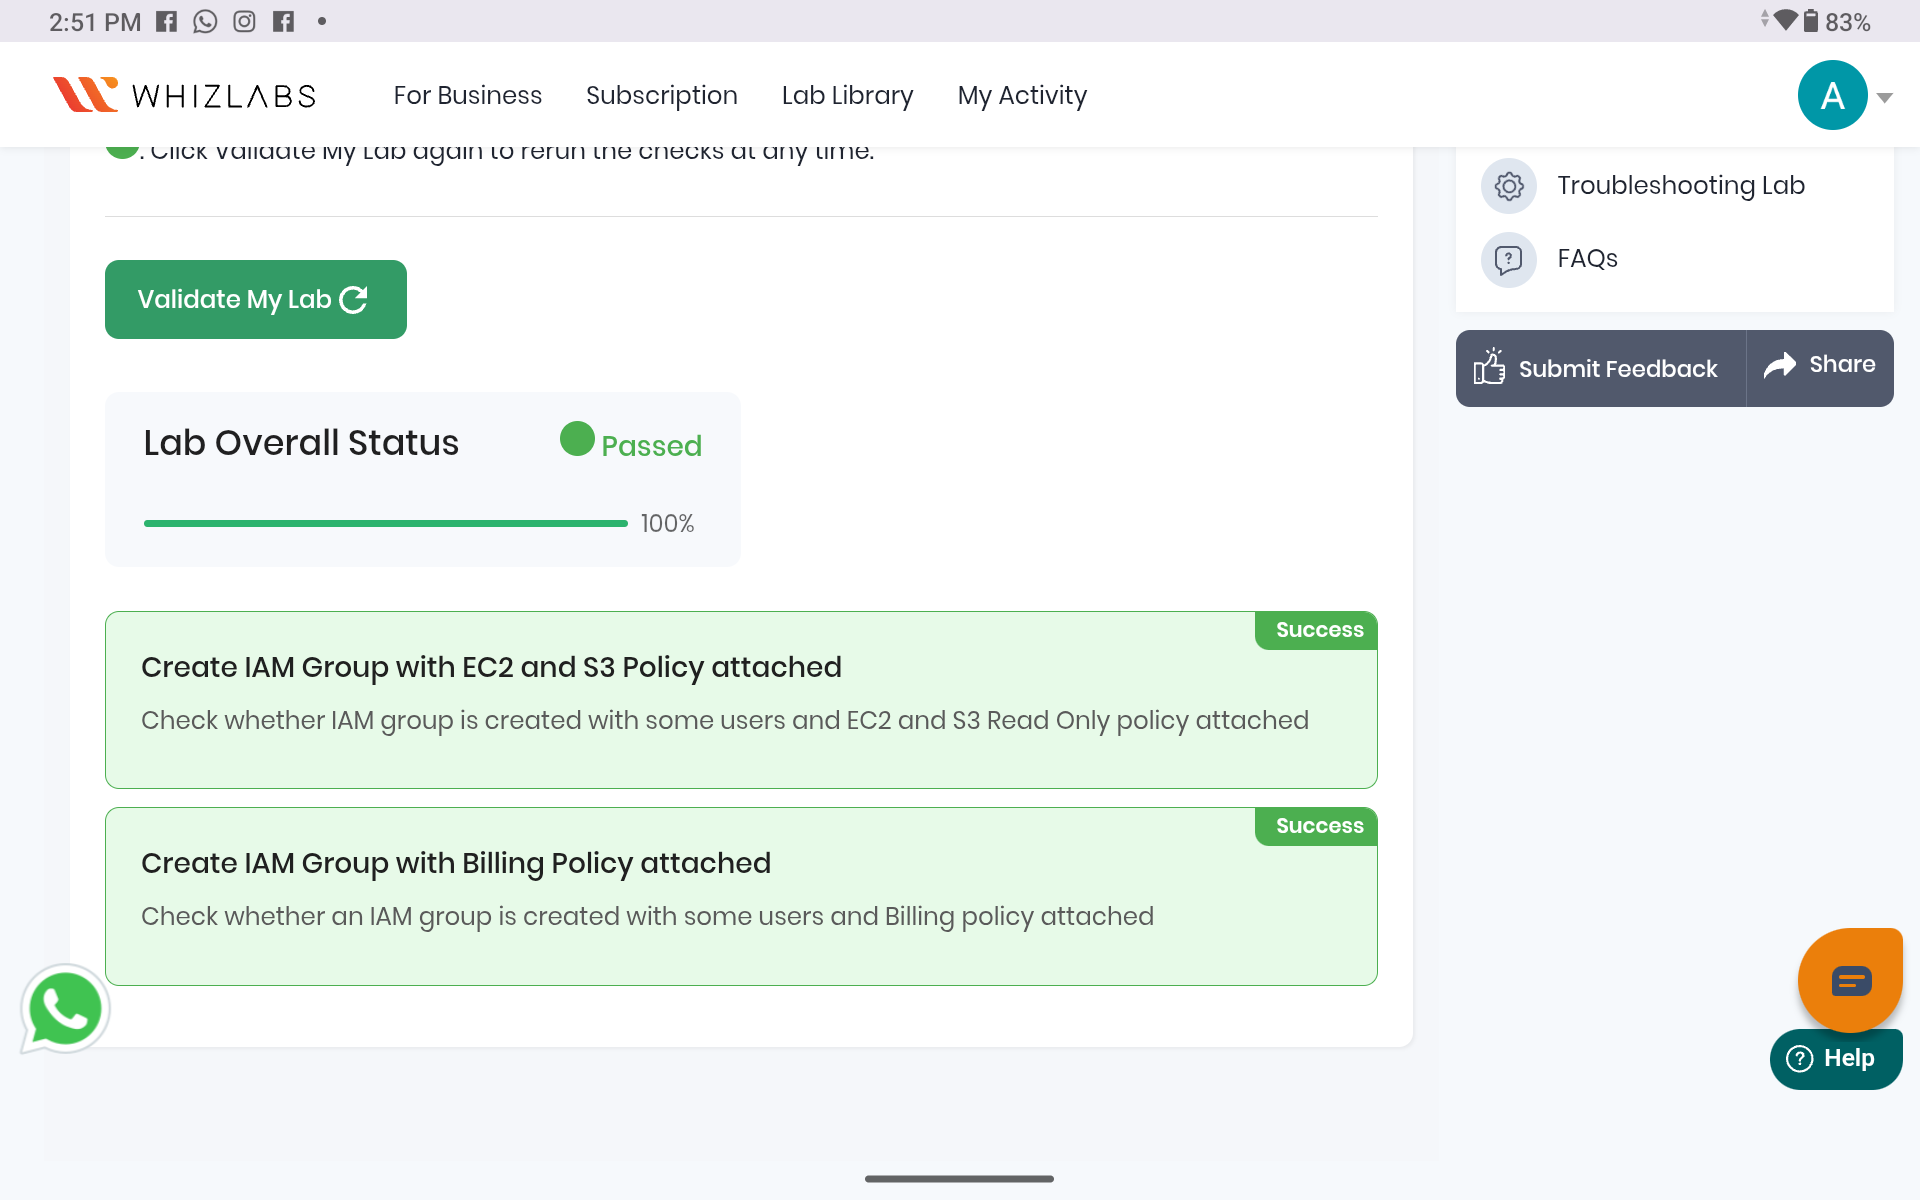 2:51 PM
83%
WHIZLABS
For Business
Subscription
Lab Library
My Activity
A
. Click Validate My Lab again to rerun the checks at any time.
Validate My Lab
Lab Overall Status
Passed
100%
Success
Create IAM Group with EC2 and S3 Policy attached
Check whether IAM group is created with some users and EC2 and S3 Read Only policy attached
Success
Create IAM Group with Billing Policy attached
Check whether an IAM group is created with some users and Billing policy attached
Troubleshooting Lab
FAQs
Submit Feedback
Share
Help